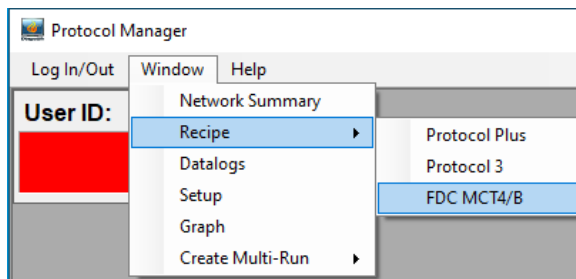 Protocol Manager
Log In/Out Window Help
User ID:
Network Summary
Recipe
Datalogs
Setup
Graph
Create Multi-Run
Protocol Plus
Protocol 3
FDC MCT4/B